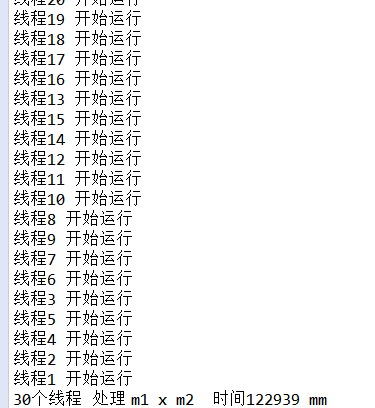 线程20 开始运行
线程19 开始运行
线程18 开始运行
线程17 开始运行
线程16 开始运行
线程13 开始运行
线程15 开始运行
线程14 开始运行
线程12 开始运行
线程11 开始运行
线程10 开始运行
线程8 开始运行
线程9 开始运行
线程7 开始运行
线程6 开始运行
线程3 开始运行
线程5 开始运行
线程4 开始运行
线程2 开始运行
线程1 开始运行
30个线程 处理 m1 x m2  时间122939 mm